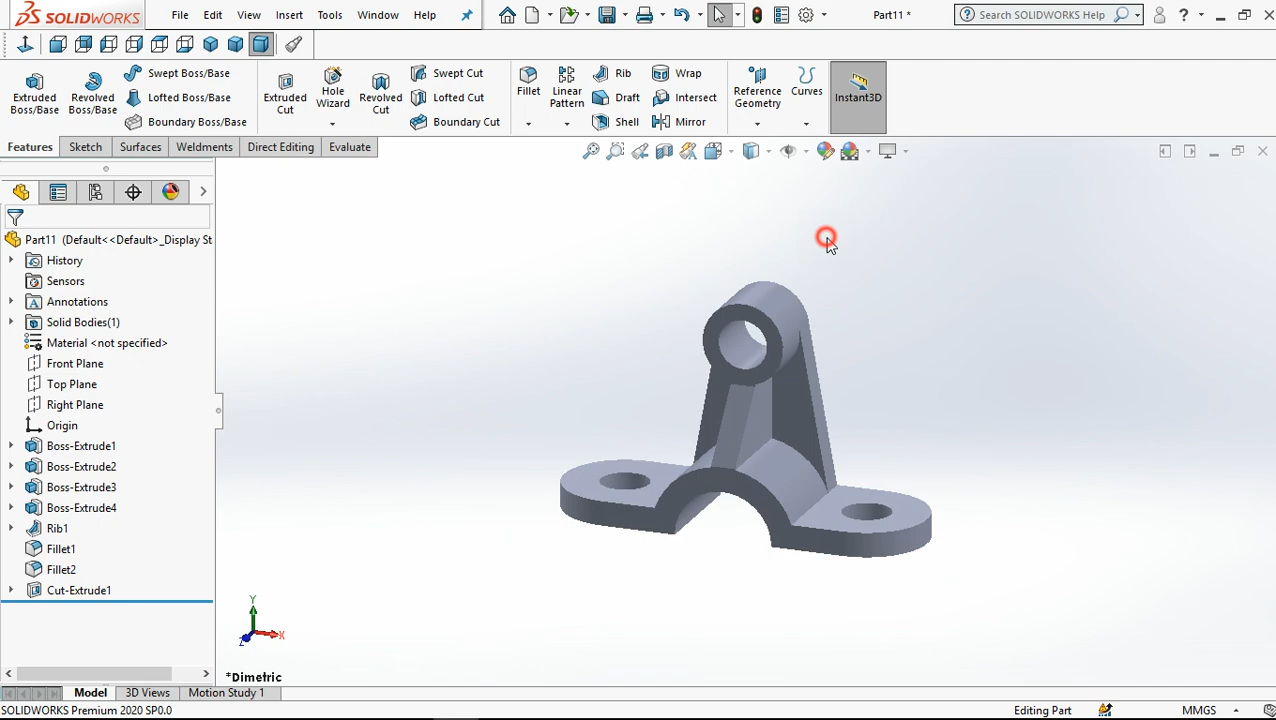 SOLIDWORKS File Edit View Insert Tools Window Help Part11 * Search SOLIDWORKS Help ?
Extruded Boss/Base
Revolved Boss/Base
Swept Boss/Base
Lofted Boss/Base
Boundary Boss/Base
Extruded Cut
Hole Wizard
Revolved Cut
Swept Cut
Lofted Cut
Boundary Cut
Fillet
Linear Pattern
Rib
Draft
Shell
Wrap
Intersect
Mirror
Reference Geometry
Curves
Instant3D
Features Sketch Surfaces Weldments Direct Editing Evaluate
Part11 (Default<<Default>_Display St
History
Sensors
Annotations
Solid Bodies(1)
Material <not specified>
Front Plane
Top Plane
Right Plane
Origin
Boss-Extrude1
Boss-Extrude2
Boss-Extrude3
Boss-Extrude4
Rib1
Fillet1
Fillet2
Cut-Extrude1
Y
X
Z
*Dimetric
Model 3D Views Motion Study 1
SOLIDWORKS Premium 2020 SP0.0 Editing Part MMGS